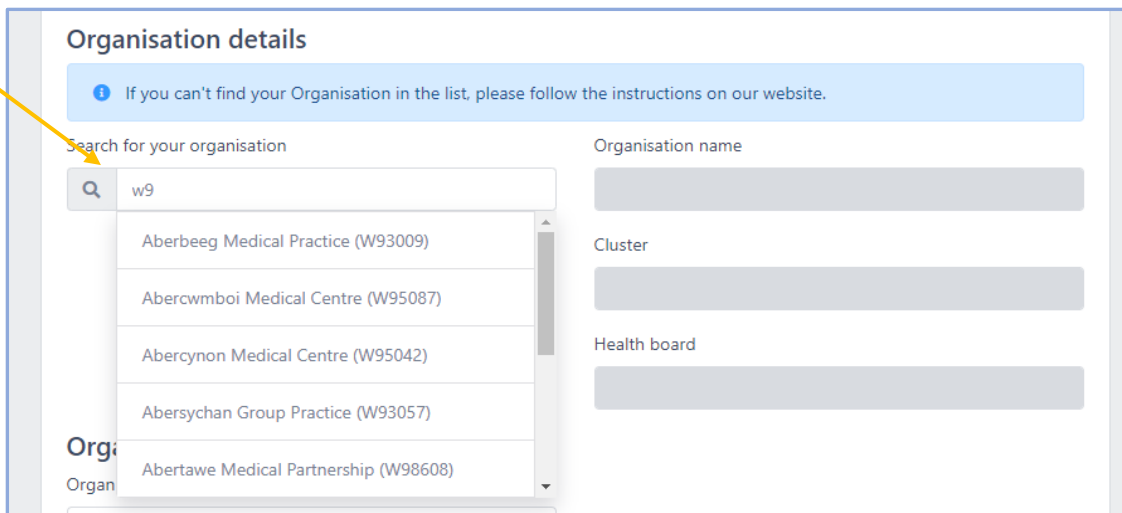 Organisation details
If you can't find your Organisation in the list, please follow the instructions on our website.
Search for your organisation
w9
Aberbeeg Medical Practice (W93009)
Abercwmboi Medical Centre (W95087)
Abercynon Medical Centre (W95042)
Abersychan Group Practice (W93057)
Abertawe Medical Partnership (W98608)
Organisation name
Cluster
Health board
Orga
Organ